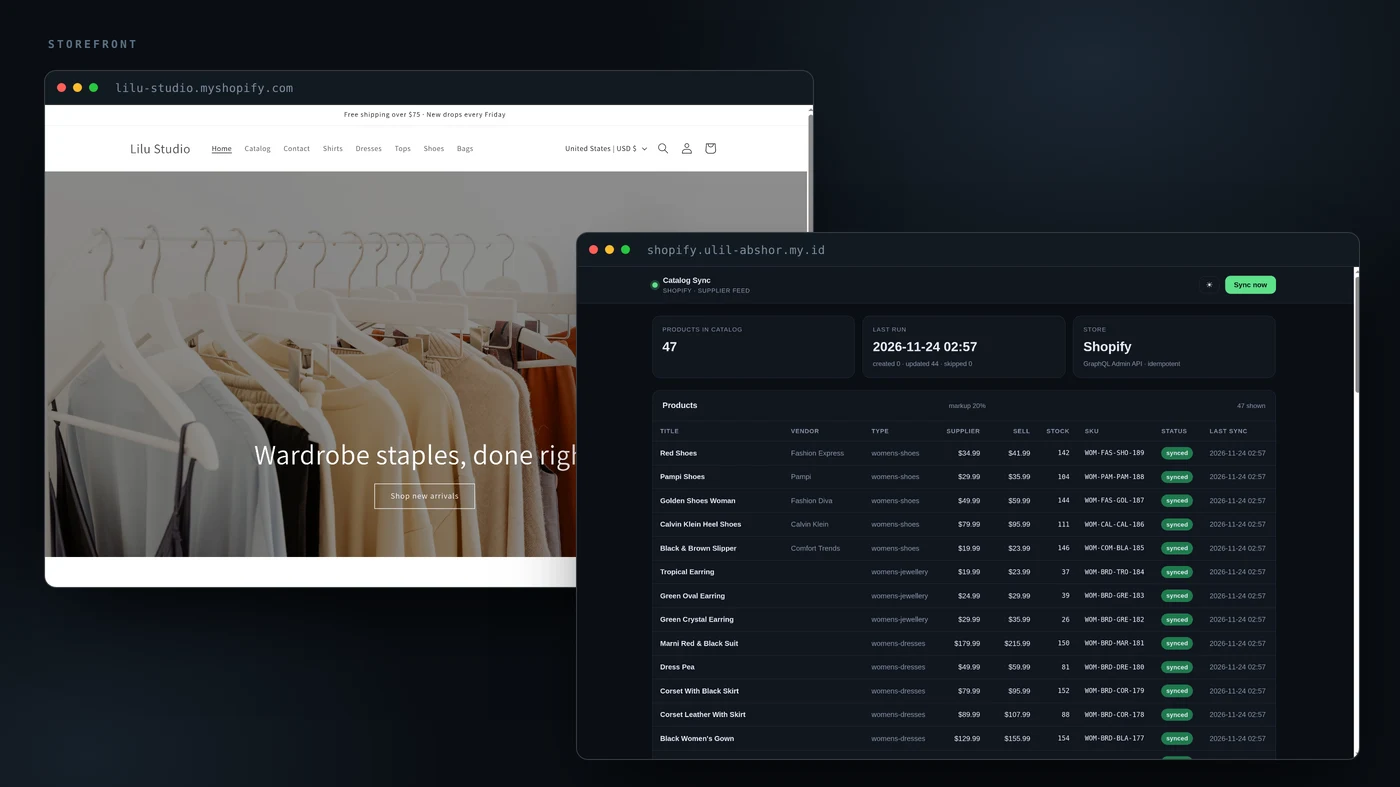 STOREFRONT
lilu-studio.myshopify.com
Free shipping over $75 · New drops every Friday
Lilu Studio Home Catalog Contact Shirts Dresses Tops Shoes Bags United States | USD $
Wardrobe staples, done righ
Shop new arrivals
shopify.ulil-abshor.my.id
Catalog Sync
SHOPIFY · SUPPLIER FEED
Sync now
PRODUCTS IN CATALOG
47
LAST RUN
2026-11-24 02:57
created 0 · updated 44 · skipped 0
STORE
Shopify
GraphQL Admin API · idempotent
Products markup 20% 47 shown
TITLE VENDOR TYPE SUPPLIER SELL STOCK SKU STATUS LAST SYNC
Red Shoes Fashion Express womens-shoes $34.99 $41.99 142 WOM-FAS-SHO-189 synced 2026-11-24 02:57
Pampi Shoes Pampi womens-shoes $29.99 $35.99 104 WOM-PAM-PAM-188 synced 2026-11-24 02:57
Golden Shoes Woman Fashion Diva womens-shoes $49.99 $59.99 144 WOM-FAS-GOL-187 synced 2026-11-24 02:57
Calvin Klein Heel Shoes Calvin Klein womens-shoes $79.99 $95.99 111 WOM-CAL-CAL-186 synced 2026-11-24 02:57
Black & Brown Slipper Comfort Trends womens-shoes $19.99 $23.99 146 WOM-COM-BLA-185 synced 2026-11-24 02:57
Tropical Earring womens-jewellery $19.99 $23.99 37 WOM-BRD-TRO-184 synced 2026-11-24 02:57
Green Oval Earring womens-jewellery $24.99 $29.99 39 WOM-BRD-GRE-183 synced 2026-11-24 02:57
Green Crystal Earring womens-jewellery $29.99 $35.99 26 WOM-BRD-GRE-182 synced 2026-11-24 02:57
Marni Red & Black Suit womens-dresses $179.99 $215.99 150 WOM-BRD-MAR-181 synced 2026-11-24 02:57
Dress Pea womens-dresses $49.99 $59.99 81 WOM-BRD-DRE-180 synced 2026-11-24 02:57
Corset With Black Skirt womens-dresses $79.99 $95.99 152 WOM-BRD-COR-179 synced 2026-11-24 02:57
Corset Leather With Skirt womens-dresses $89.99 $107.99 88 WOM-BRD-COR-178 synced 2026-11-24 02:57
Black Women's Gown womens-dresses $129.99 $155.99 154 WOM-BRD-BLA-177 synced 2026-11-24 02:57